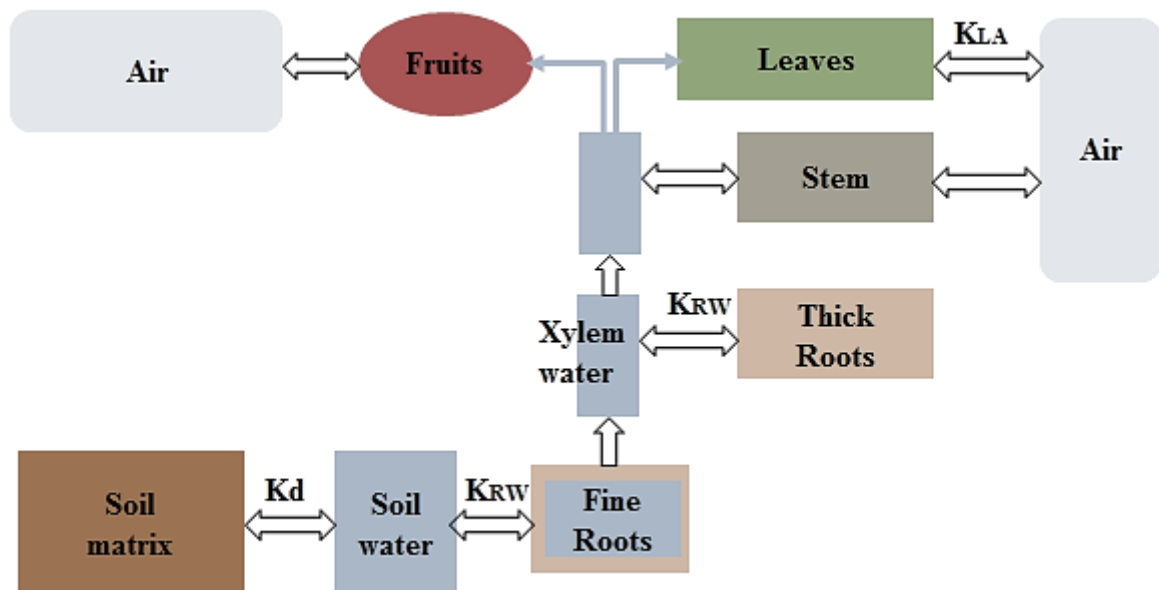 Air
Fruits
Leaves
KLA
Air
Stem
Xylem
water
KRW
Thick
Roots
Soil
matrix
Kd
Soil
water
KRW
Fine
Roots